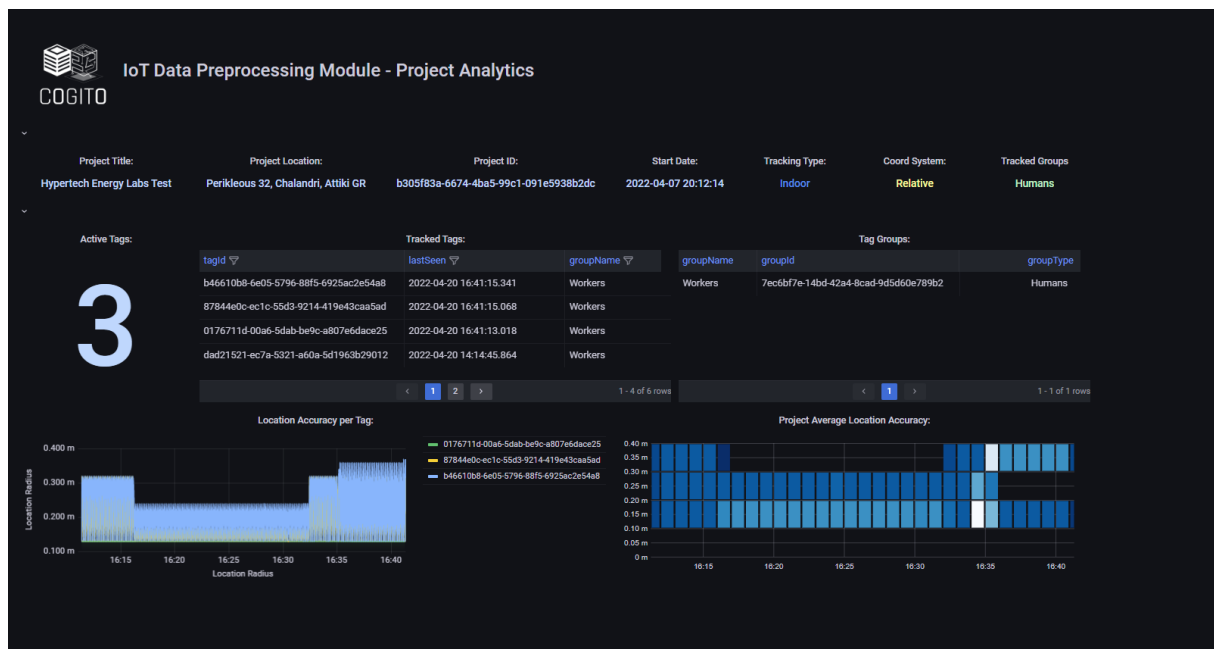 IoT Data Preprocessing Module - Project Analytics
COGITO
Project Title: Project Location: Project ID: Start Date: Tracking Type: Coord System: Tracked Groups
Hypertech Energy Labs Test Perikleous 32, Chalandri, Attiki GR b305f83a-6674-4ba5-99c1-091e5938b2dc 2022-04-07 20:12:14 Indoor Relative Humans
Active Tags:
3
Tracked Tags:
tagId lastSeen groupName
b46610b8-6e05-5796-88f5-6925ac2e54a8 2022-04-20 16:41:15.341 Workers
87844e0c-ec1c-55d3-9214-419e43caa5ad 2022-04-20 16:41:15.068 Workers
0176711d-00a6-5dab-be9c-a807e6dace25 2022-04-20 16:41:13.018 Workers
dad21521-ec7a-5321-a60a-5d1963b29012 2022-04-20 14:14:45.864 Workers
< 1 2 > 1 - 4 of 6 rows
Tag Groups:
groupName groupId groupType
Workers 7ec6bf7e-14bd-42a4-8cad-9d5d60e789b2 Humans
< 1 > 1 - 1 of 1 rows
Location Accuracy per Tag:
Location Radius
0.400 m
0.300 m
0.200 m
0.100 m
16:15 16:20 16:25 16:30 16:35 16:40
Location Radius
0176711d-00a6-5dab-be9c-a807e6dace25
87844e0c-ec1c-55d3-9214-419e43caa5ad
b46610b8-6e05-5796-88f5-6925ac2e54a8
Project Average Location Accuracy:
0.40 m
0.35 m
0.30 m
0.25 m
0.20 m
0.15 m
0.10 m
0.05 m
0 m
16:15 16:20 16:25 16:30 16:35 16:40